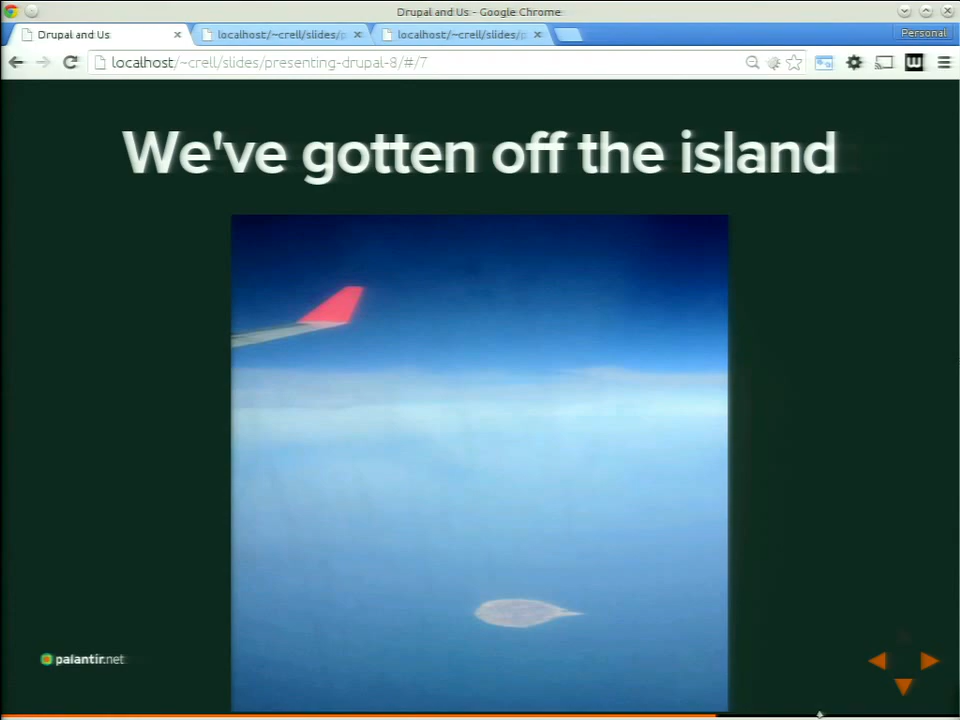 Drupal and Us - Google Chrome
Drupal and Us
localhost/~crell/slides/p
localhost/~crell/slides/p
Personal
localhost/~crell/slides/presenting-drupal-8/#/7
W
We've gotten off the island
palantir.net